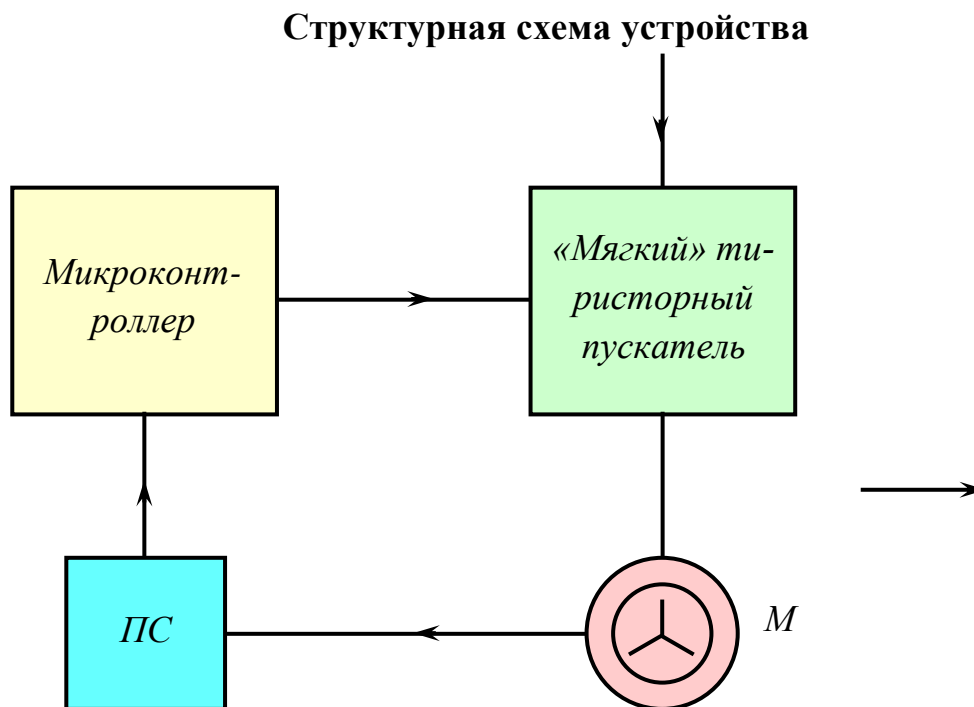 Структурная схема устройства
Микроконт-
роллер
«Мягкий» ти-
ристорный
пускатель
ПС
М